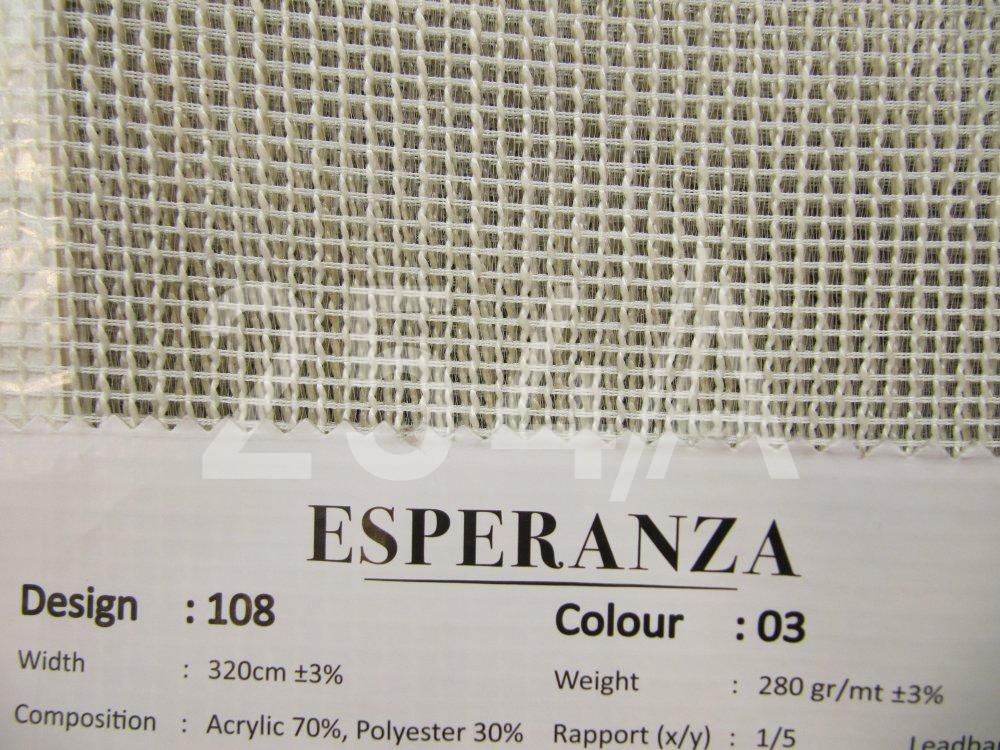 254/A
ESPERANZA
Design : 108 Colour : 03
Width : 320cm ±3% Weight : 280 gr/mt ±3%
Composition : Acrylic 70%, Polyester 30% Rapport (x/y) : 1/5